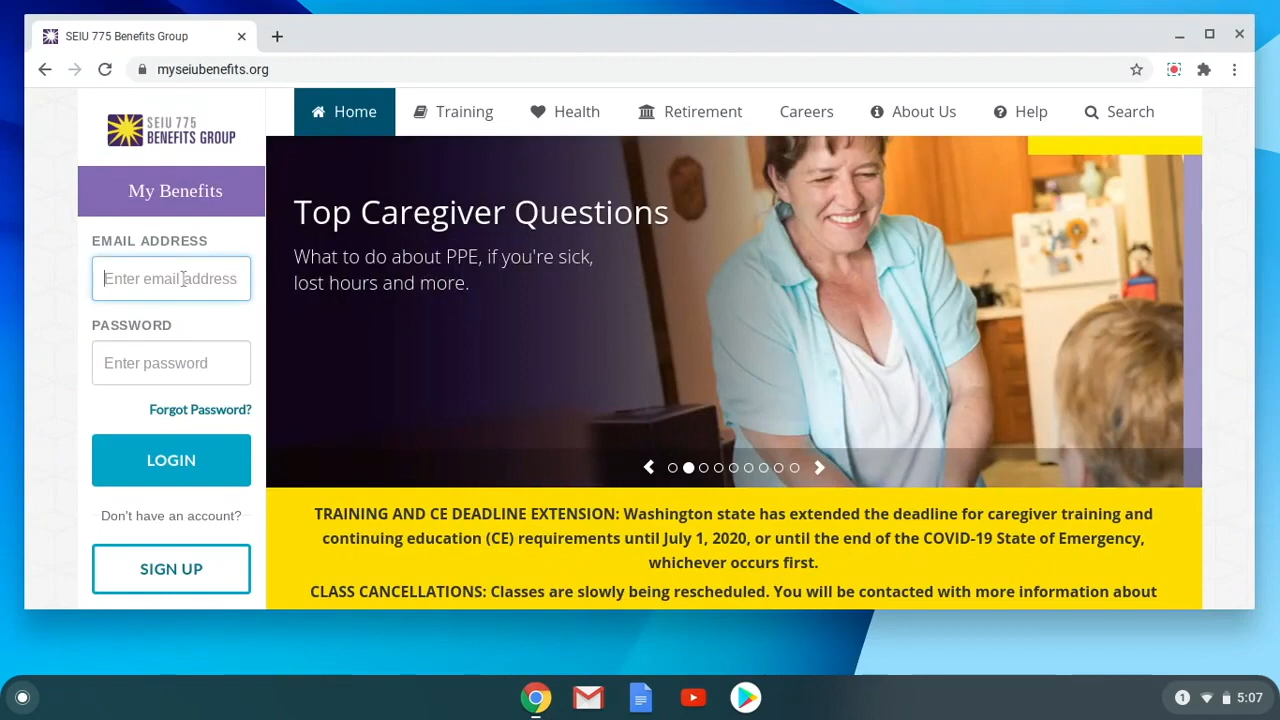 SEIU 775 Benefits Group
myseiubenefits.org
SEIU 775
BENEFITS GROUP
Home
Training
Health
Retirement
Careers
About Us
Help
Search
My Benefits
EMAIL ADDRESS
Enter email address
PASSWORD
Enter password
Forgot Password?
LOGIN
Don't have an account?
SIGN UP
Top Caregiver Questions
What to do about PPE, if you're sick,
lost hours and more.
TRAINING AND CE DEADLINE EXTENSION: Washington state has extended the deadline for caregiver training and
continuing education (CE) requirements until July 1, 2020, or until the end of the COVID-19 State of Emergency,
whichever occurs first.
CLASS CANCELLATIONS: Classes are slowly being rescheduled. You will be contacted with more information about
1
5:07